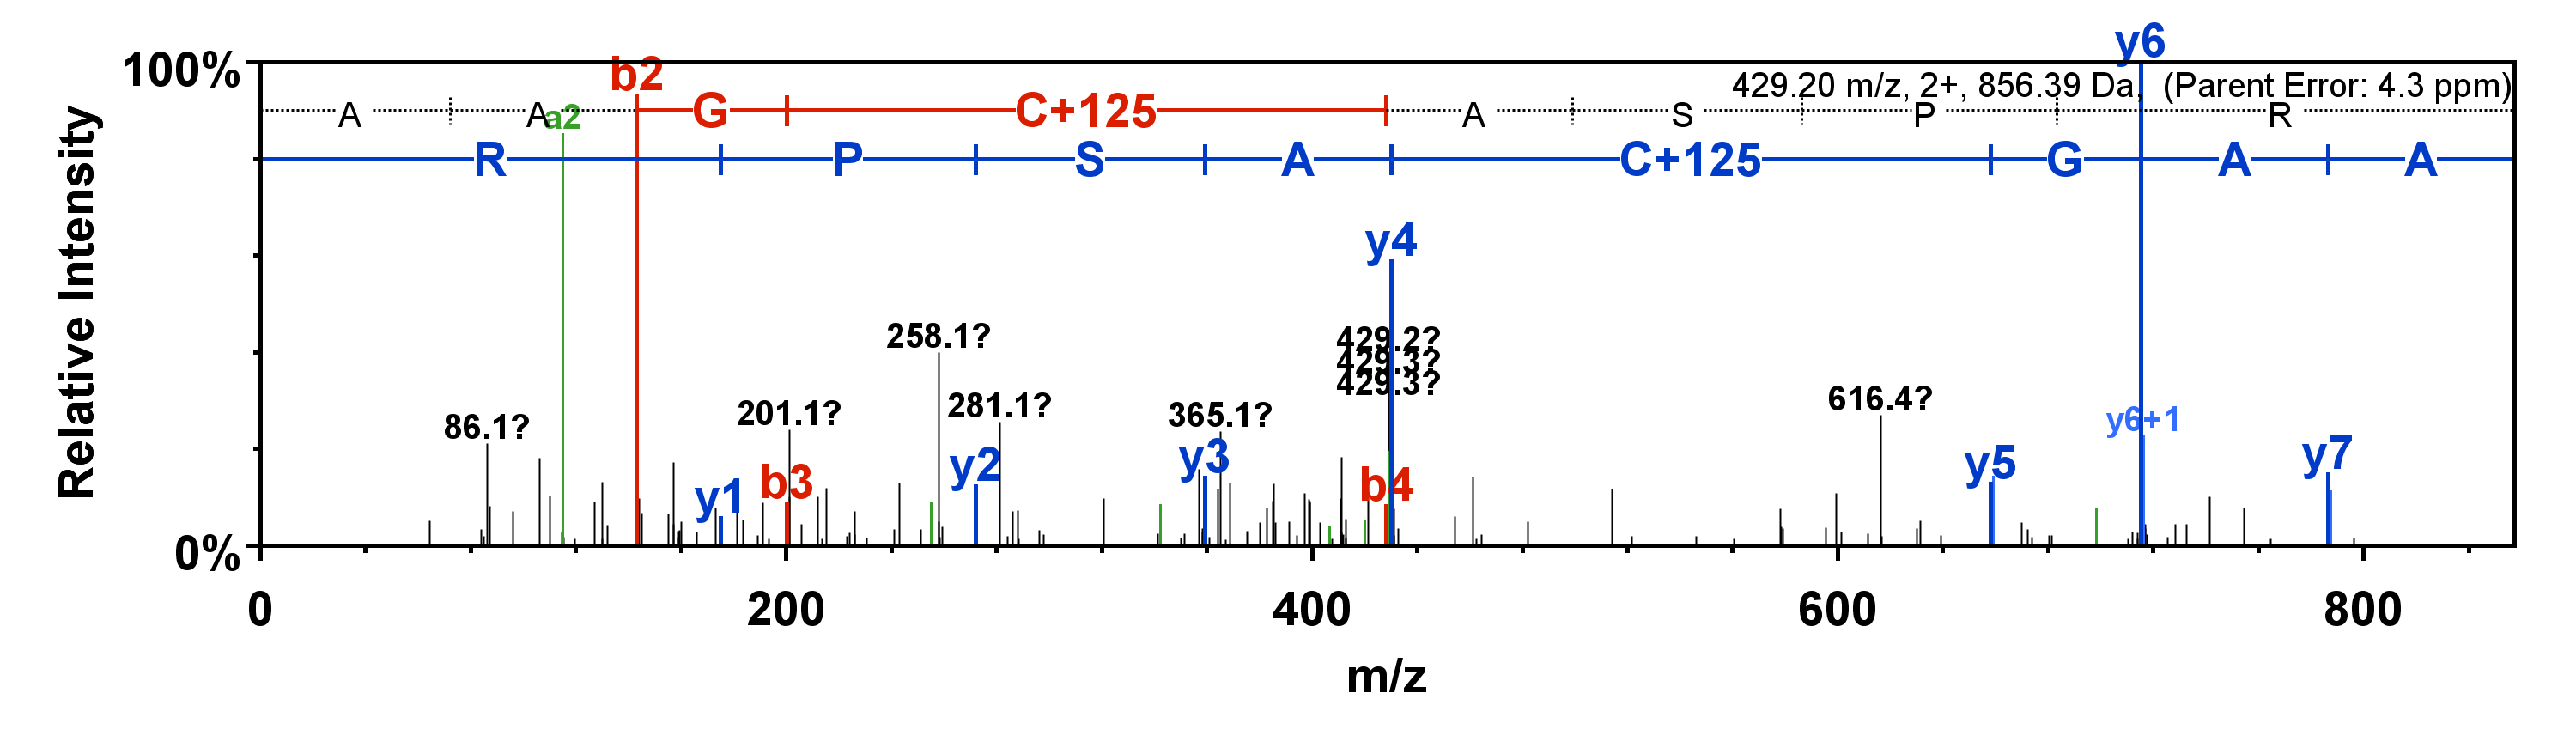 y6
100%
b2
429.20 m/z, 2+, 856.39 Da, (Parent Error: 4.3 ppm)
A A G C+125 A S P R
a2
R P S A C+125 G A A
y4
258.1?
429.2?
429.3?
429.3?
86.1? 201.1? 281.1? 365.1? 616.4?
y6+1
y1 b3 y2 y3 b4 y5 y7
Relative Intensity
0%
0 200 400 600 800
m/z